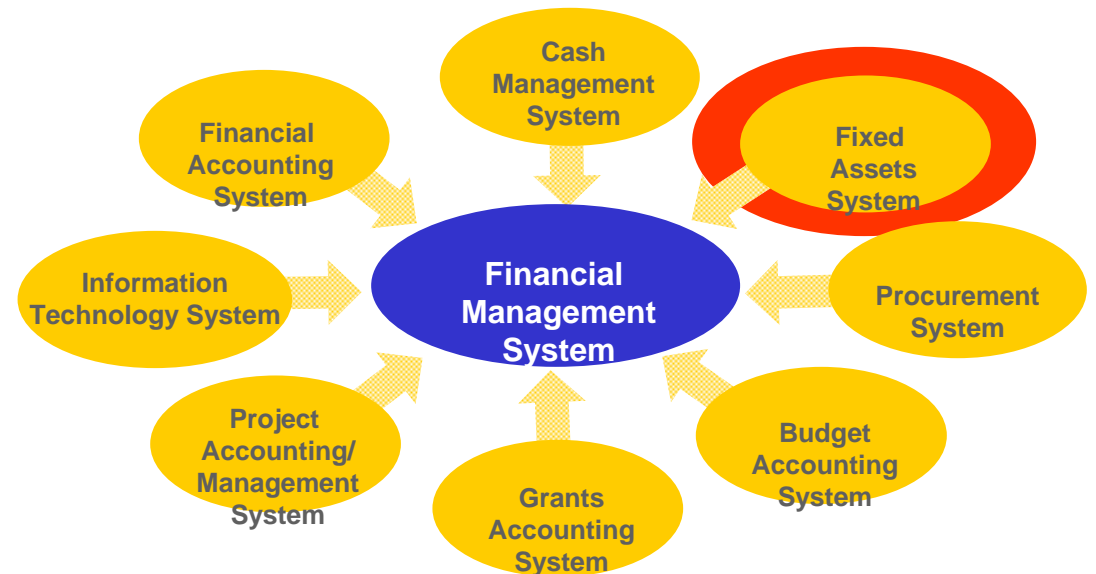 Cash
Management
System
Financial
Accounting
System
Fixed
Assets
System
Information
Technology System
Financial
Management
System
Procurement
System
Project
Accounting/
Management
System
Grants
Accounting
System
Budget
Accounting
System